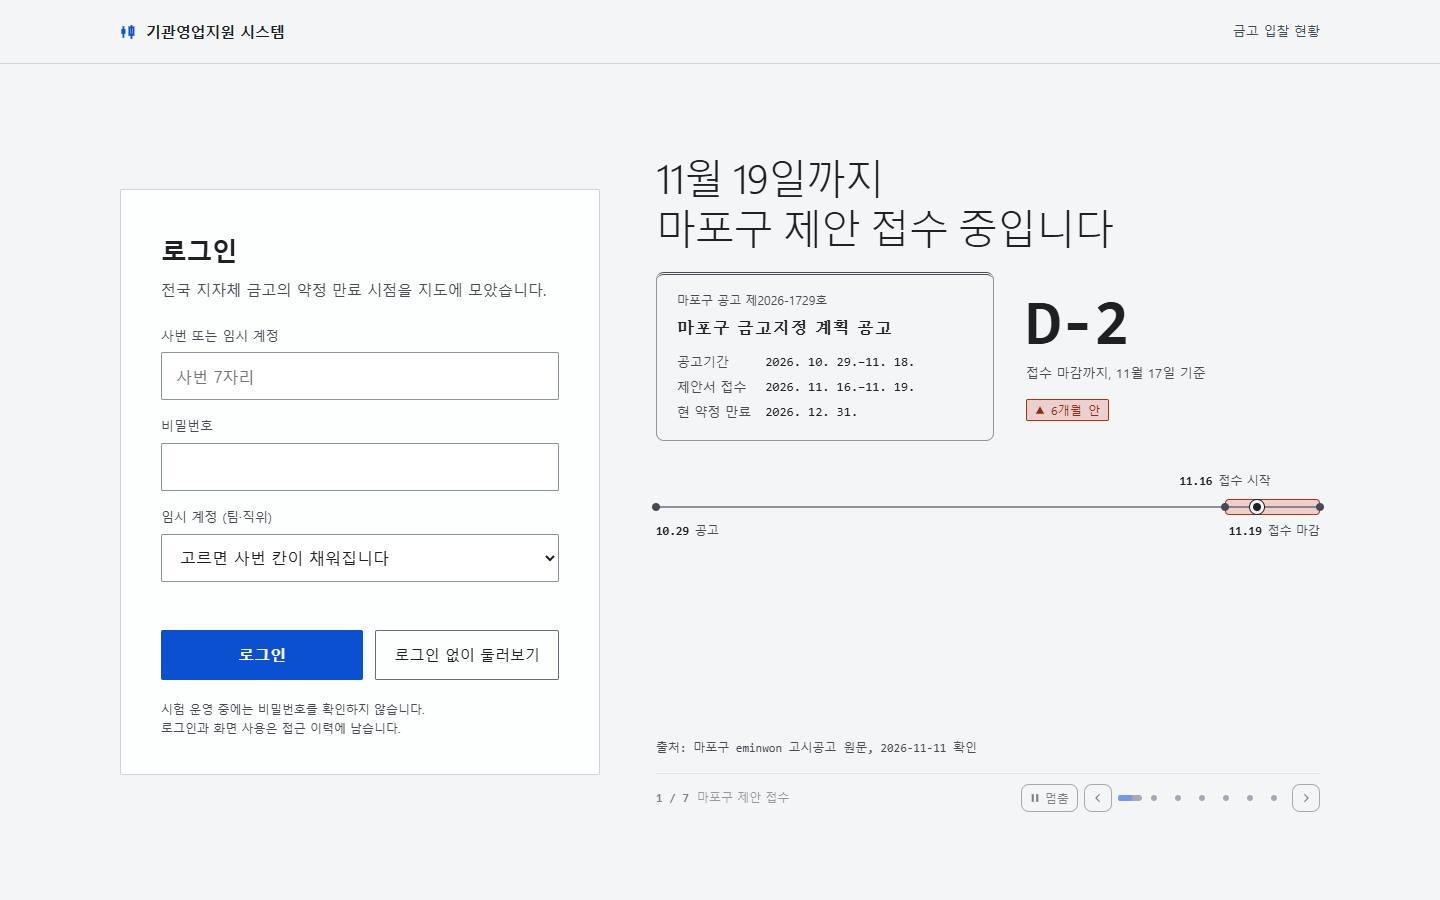 기관영업지원 시스템
금고 입찰 현황
로그인
전국 지자체 금고의 약정 만료 시점을 지도에 모았습니다.
사번 또는 임시 계정
사번 7자리
비밀번호
임시 계정 (팀·직위)
고르면 사번 칸이 채워집니다
로그인
로그인 없이 둘러보기
시험 운영 중에는 비밀번호를 확인하지 않습니다.
로그인과 화면 사용은 접근 이력에 남습니다.
11월 19일까지
마포구 제안 접수 중입니다
마포구 공고 제2026-1729호
마포구 금고지정 계획 공고
공고기간 2026. 10. 29.–11. 18.
제안서 접수 2026. 11. 16.–11. 19.
현 약정 만료 2026. 12. 31.
D-2
접수 마감까지, 11월 17일 기준
▲ 6개월 안
11.16 접수 시작
10.29 공고
11.19 접수 마감
출처: 마포구 eminwon 고시공고 원문, 2026-11-11 확인
1 / 7 마포구 제안 접수
멈춤